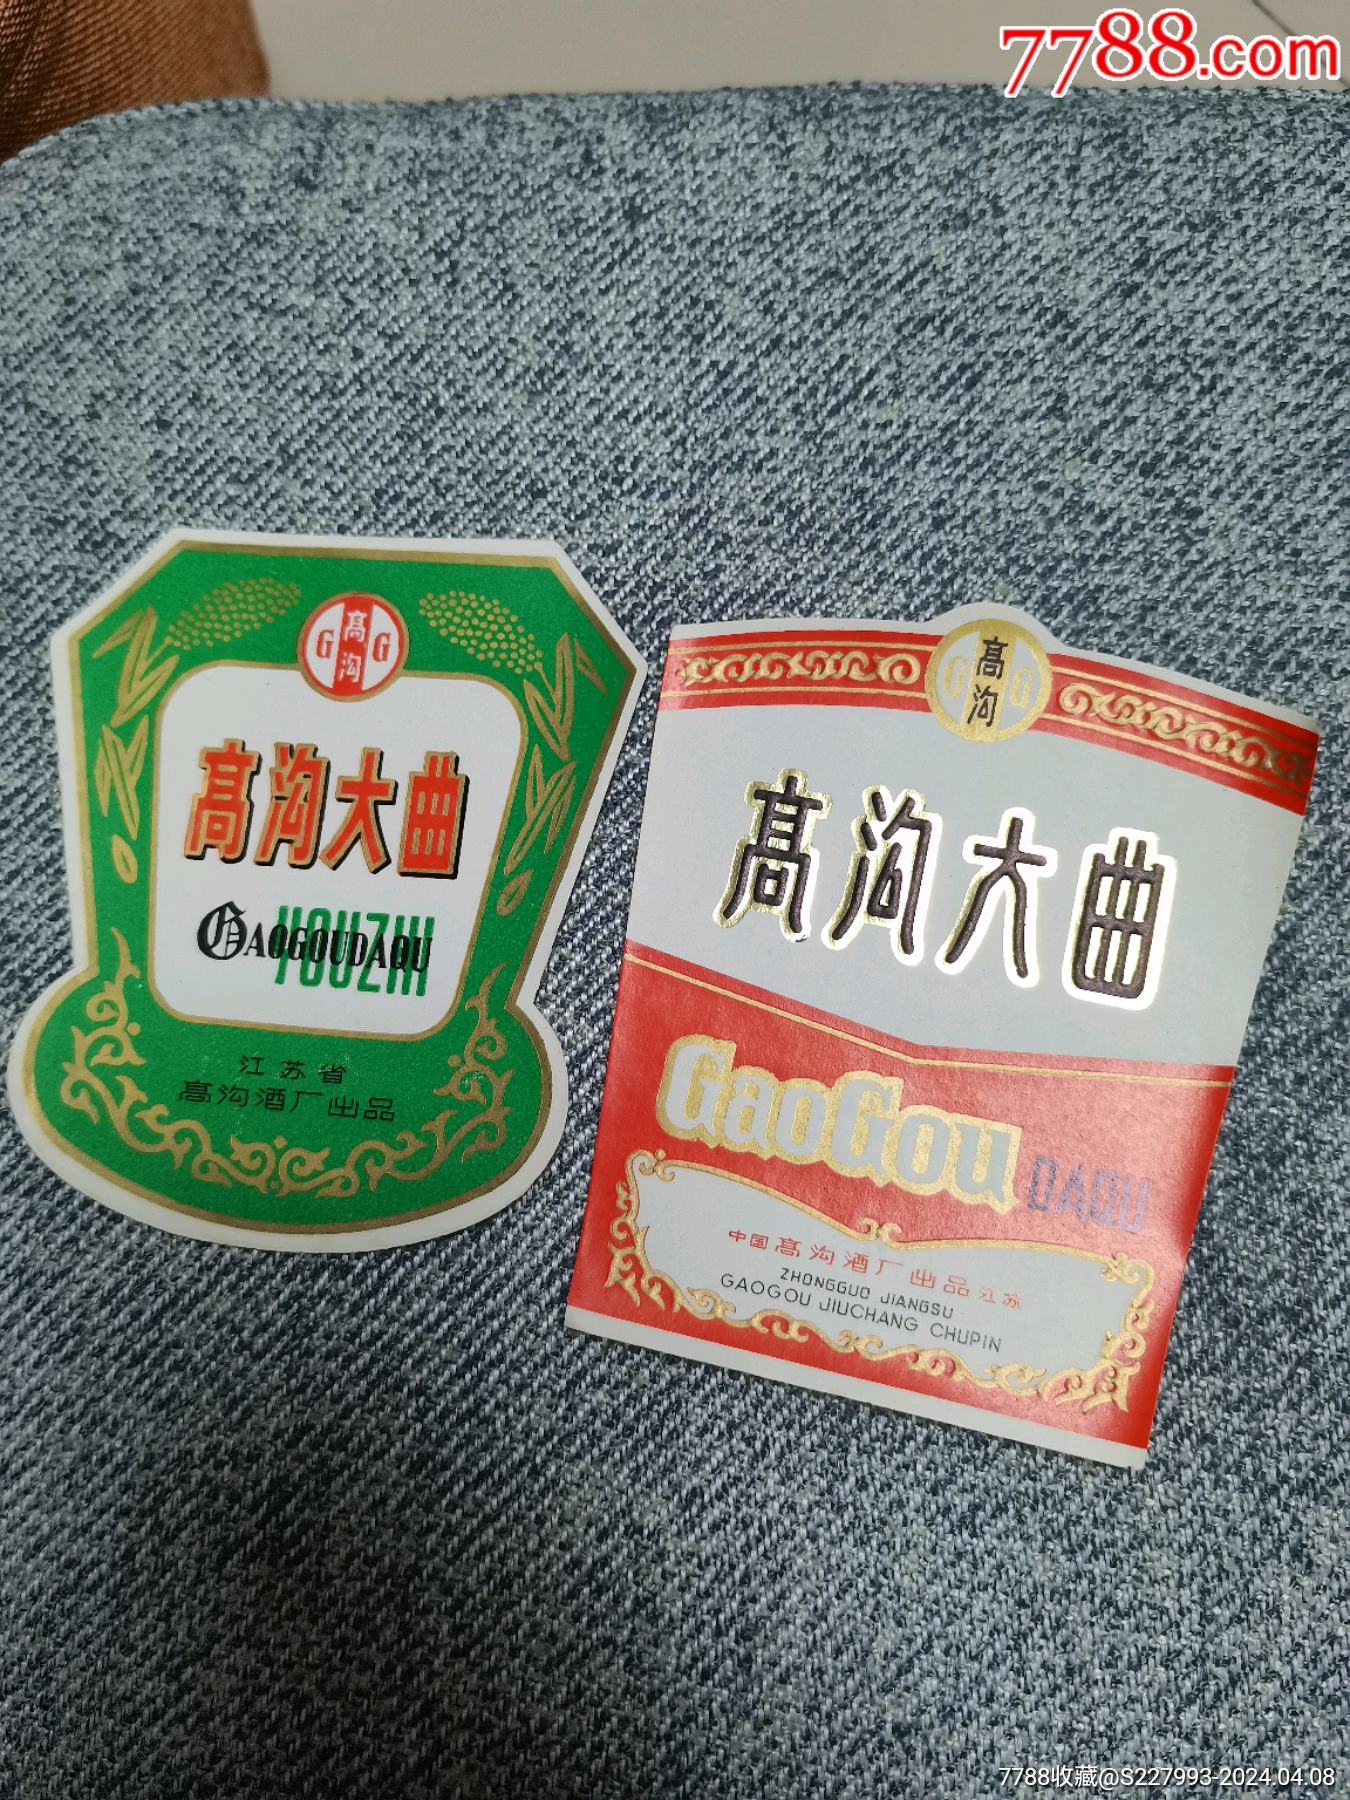 7788.com
G 高沟 G
高沟大曲
GAOGOUDAQU
YOUZHI
江苏省
高沟酒厂出品
G 高沟 G
高沟大曲
GaoGou DAQU
中国高沟酒厂出品江苏
ZHONGGUO JIANGSU
GAOGOU JIUCHANG CHUPIN
7788收藏@S227993-2024.04.08